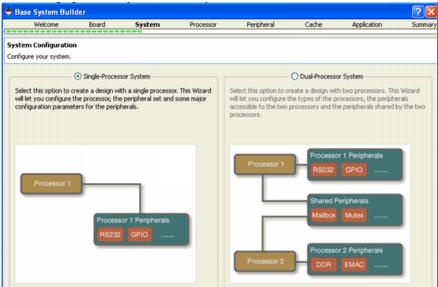 Base System Builder
Welcome Board System Processor Peripheral Cache Application Summary
System Configuration
Configure your system.
Single-Processor System
Select this option to create a design with a single processor. This Wizard
will let you configure the processor, the peripheral set and some major
configuration parameters for the peripherals.
Processor 1
Processor 1 Peripherals
RS232 GPIO ......
Dual-Processor System
Select this option to create a design with two processors. This Wizard
will let you configure the types of the processors, the peripherals
accessible to the two processors and the peripherals shared by the two
processors.
Processor 1
Processor 1 Peripherals
RS232 GPIO ......
Shared Peripherals
Mailbox Mutex ......
Processor 2
Processor 2 Peripherals
DDR EMAC ......